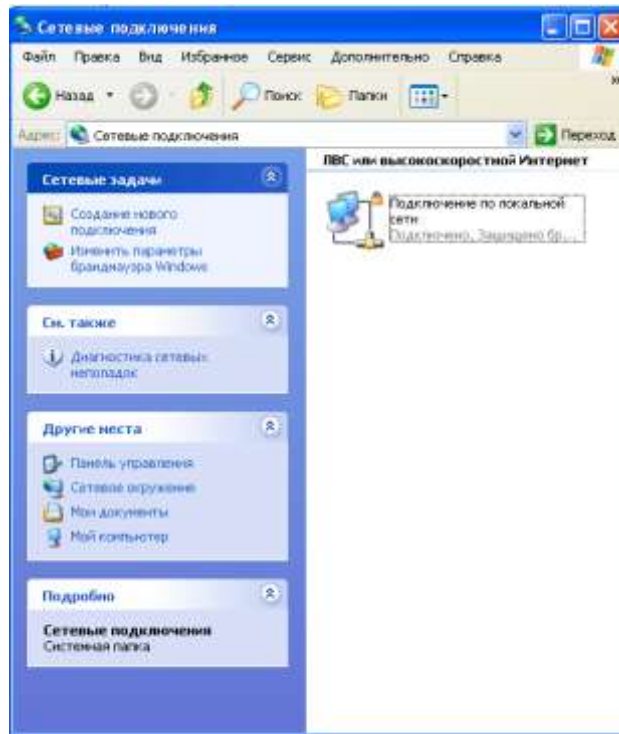 Сетевые подключения
Файл Правка Вид Избранное Сервис Дополнительно Справка
Назад Поиск Папки
Адрес: Сетевые подключения Переход
ЛВС или высокоскоростной Интернет
Подключение по локальной
сети
Подключено, Защищено бр...
Сетевые задачи
Создание нового
подключения
Изменить параметры
брандмауэра Windows
См. также
Диагностика сетевых
неполадок
Другие места
Панель управления
Сетевое окружение
Мои документы
Мой компьютер
Подробно
Сетевые подключения
Системная папка